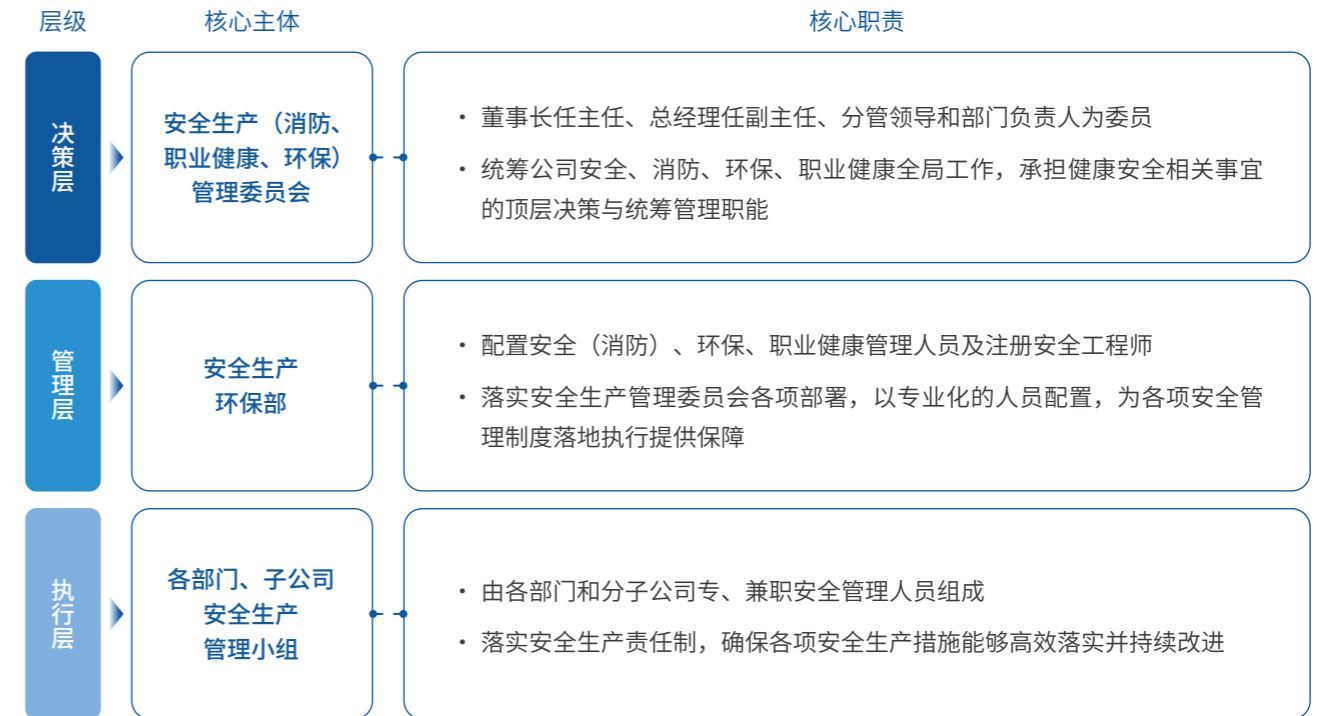 层级
核心主体
核心职责
决策层
安全生产（消防、
职业健康、环保）
管理委员会
· 董事长任主任、总经理任副主任、分管领导和部门负责人为委员
· 统筹公司安全、消防、环保、职业健康全局工作，承担健康安全相关事宜
的顶层决策与统筹管理职能
管理层
安全生产
环保部
· 配置安全（消防）、环保、职业健康管理人员及注册安全工程师
· 落实安全生产管理委员会各项部署，以专业化的人员配置，为各项安全管
理制度落地执行提供保障
执行层
各部门、子公司
安全生产
管理小组
· 由各部门和分子公司专、兼职安全管理人员组成
· 落实安全生产责任制，确保各项安全生产措施能够高效落实并持续改进